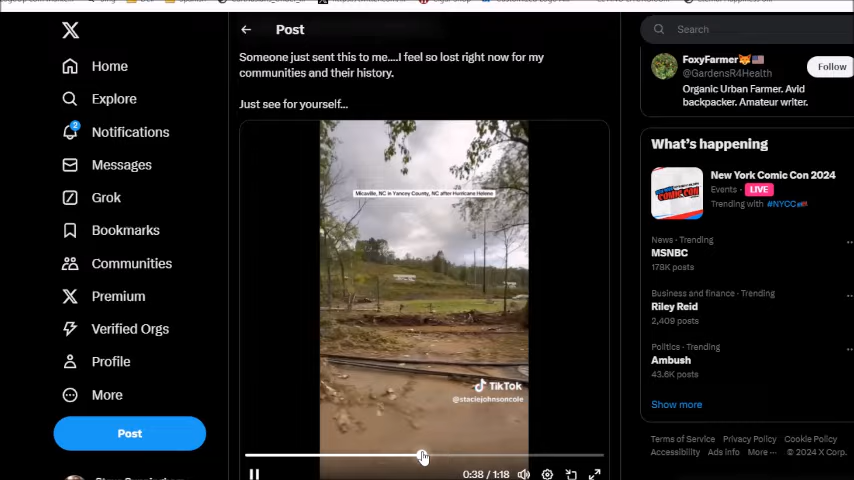 Post
Search
Home
Explore
2
Notifications
Messages
Grok
Bookmarks
Communities
Premium
Verified Orgs
Profile
More
Post
Someone just sent this to me....I feel so lost right now for my
communities and their history.
Just see for yourself...
Micaville, NC in Yancey County, NC after Hurricane Helene
TikTok
@staciejohnsoncole
0:38 / 1:18
FoxyFarmer
@GardensR4Health
Follow
Organic Urban Farmer. Avid
backpacker. Amateur writer.
What's happening
New York Comic Con 2024
Events · LIVE
Trending with #NYCC
News · Trending
MSNBC
178K posts
Business and finance · Trending
Riley Reid
2,409 posts
Politics · Trending
Ambush
43.6K posts
Show more
Terms of Service Privacy Policy Cookie Policy
Accessibility Ads info More ··· © 2024 X Corp.